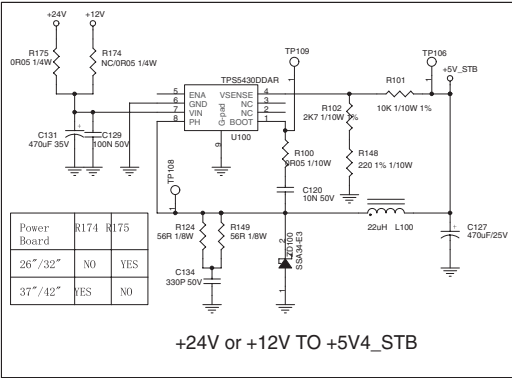 +24V
+12V
R175
0R05 1/4W
R174
NC/0R05 1/4W
TP109
TP106
+5V_STB
TPS5430DDAR
5 ENA VSENSE 4
6 GND NC 3
7 VIN NC 2
8 PH BOOT 1
G-pad
9
U100
1
1
R101
10K 1/10W 1%
R102
2K7 1/10W 1%
R148
220 1% 1/10W
C131
470uF 35V
C129
100N 50V
R100
0R05 1/10W
C120
10N 50V
TP108
1
R124
56R 1/8W
R149
56R 1/8W
C134
330P 50V
2
1
ZD100
SSA34-E3
22uH L100
C127
470uF/25V
Power Board R174 R175
26″/32″ NO YES
37″/42″ YES NO
+24V or +12V TO +5V4_STB